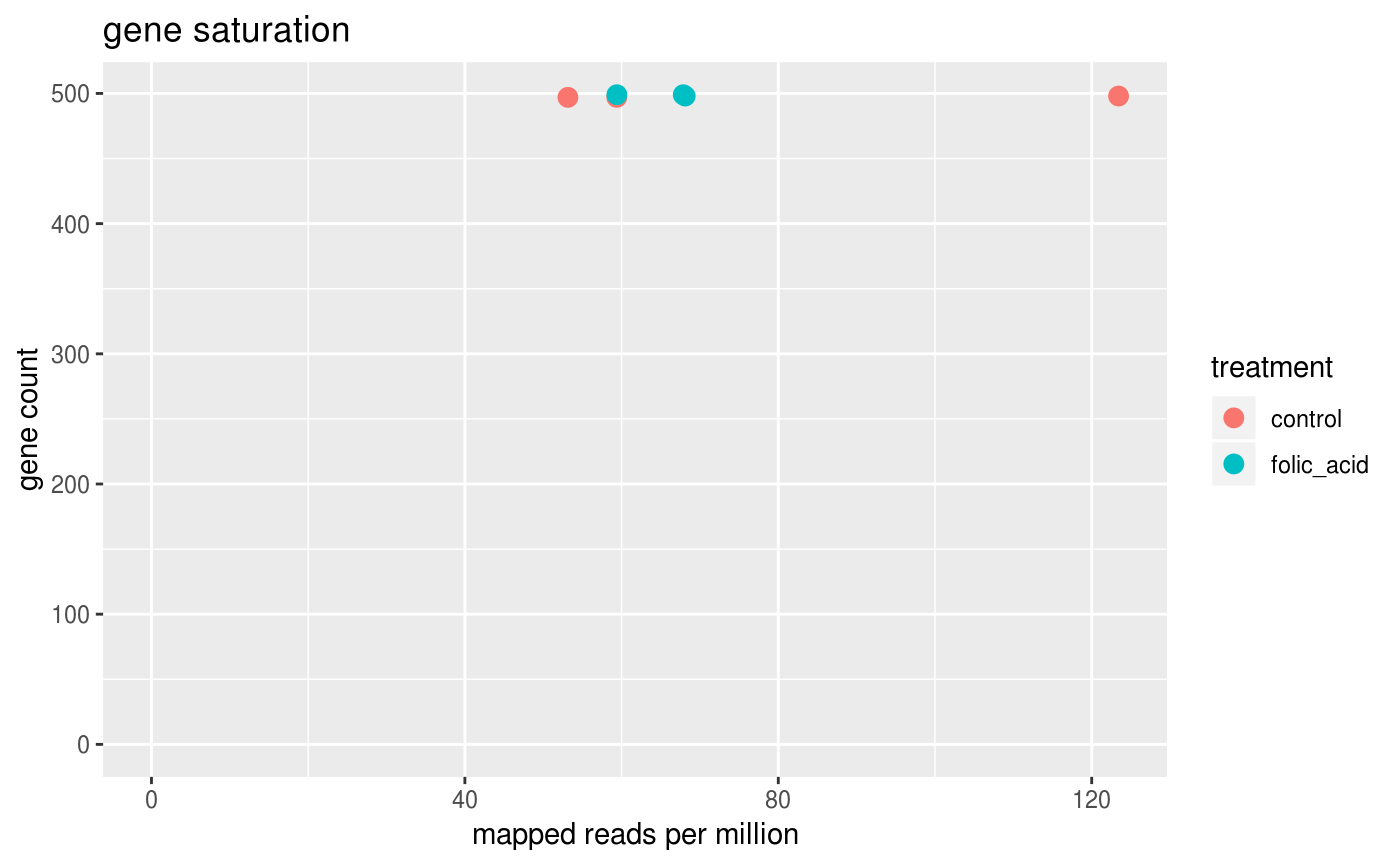 gene saturation
500
400
300
200
100
0
gene count
0 40 80 120
mapped reads per million
treatment
control
folic_acid